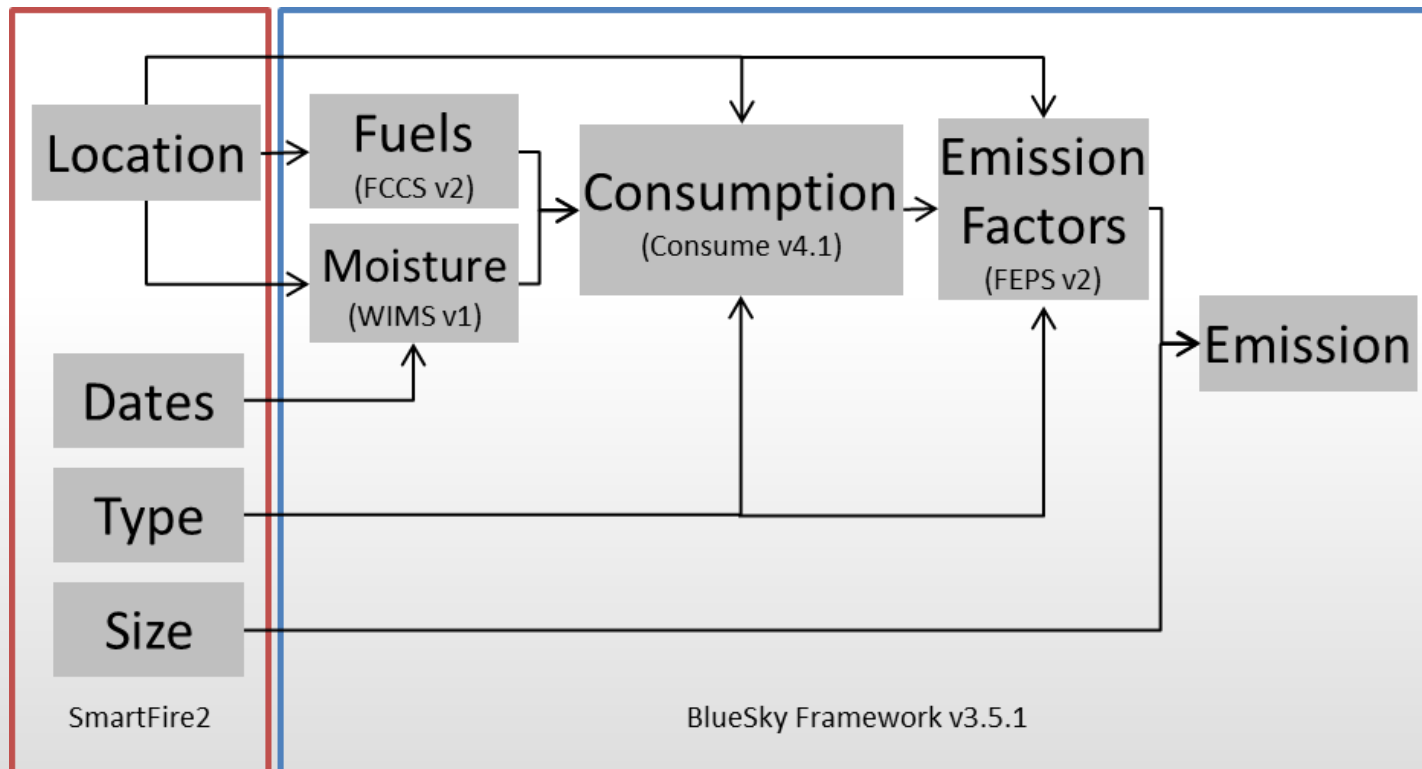 Location
Fuels
(FCCS v2)
Moisture
(WIMS v1)
Consumption
(Consume v4.1)
Emission
Factors
(FEPS v2)
Emission
Dates
Type
Size
SmartFire2
BlueSky Framework v3.5.1